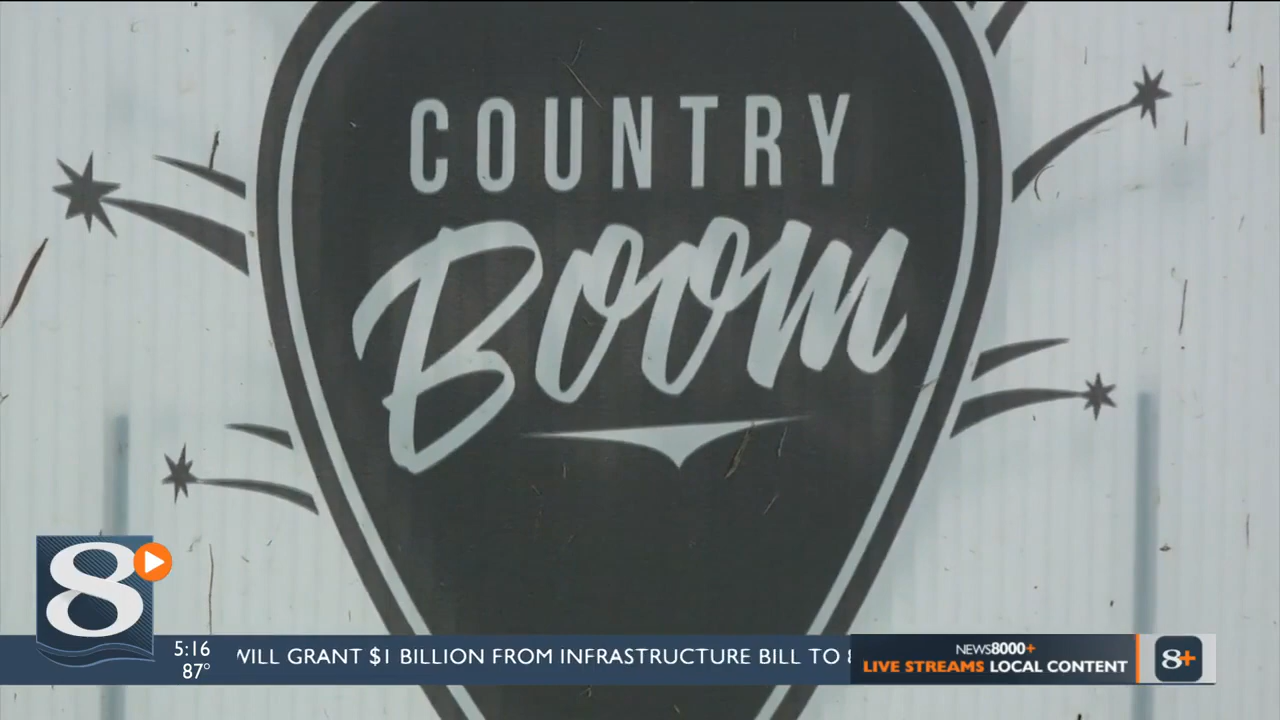 COUNTRY
Boom
8
5:16
87°
WILL GRANT $1 BILLION FROM INFRASTRUCTURE BILL TO 8
NEWS8000+
LIVE STREAMS LOCAL CONTENT
8+